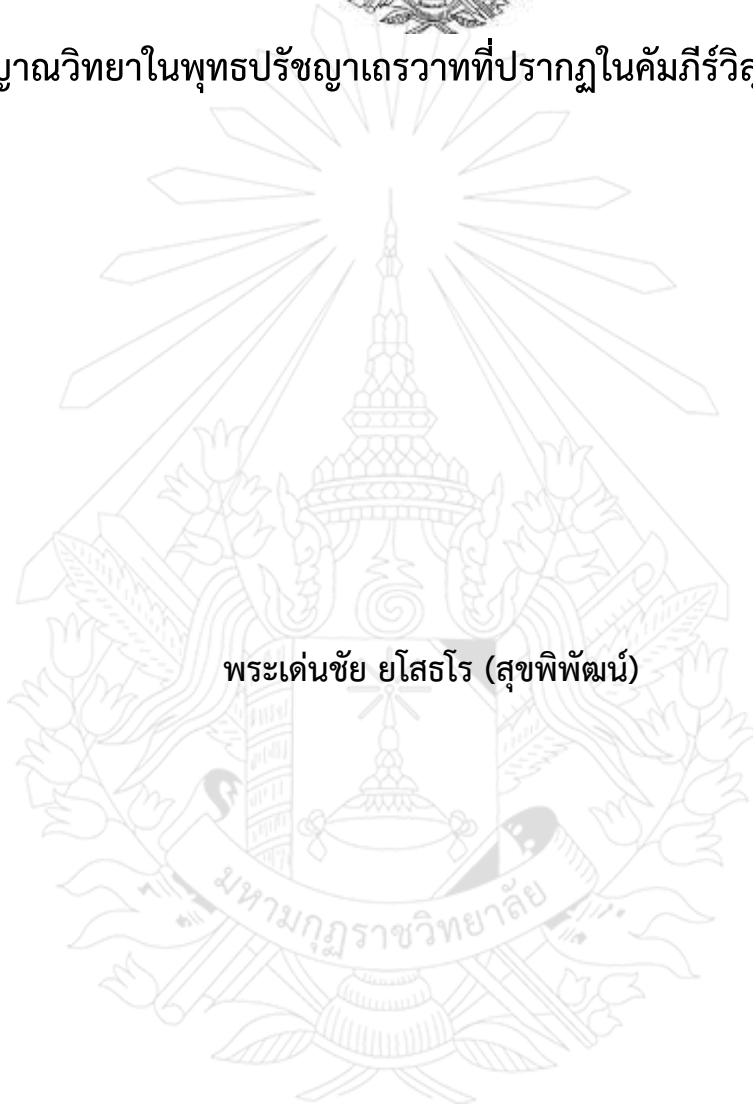 ญาณวิทยาในพุทธปรัชญาเถรวาทที่ปรากฏในคัมภีร์วิสุ
พระเด่นชัย ยโสธโร (สุขพิพัฒน์)
มหามกุฏราชวิทยาลัย